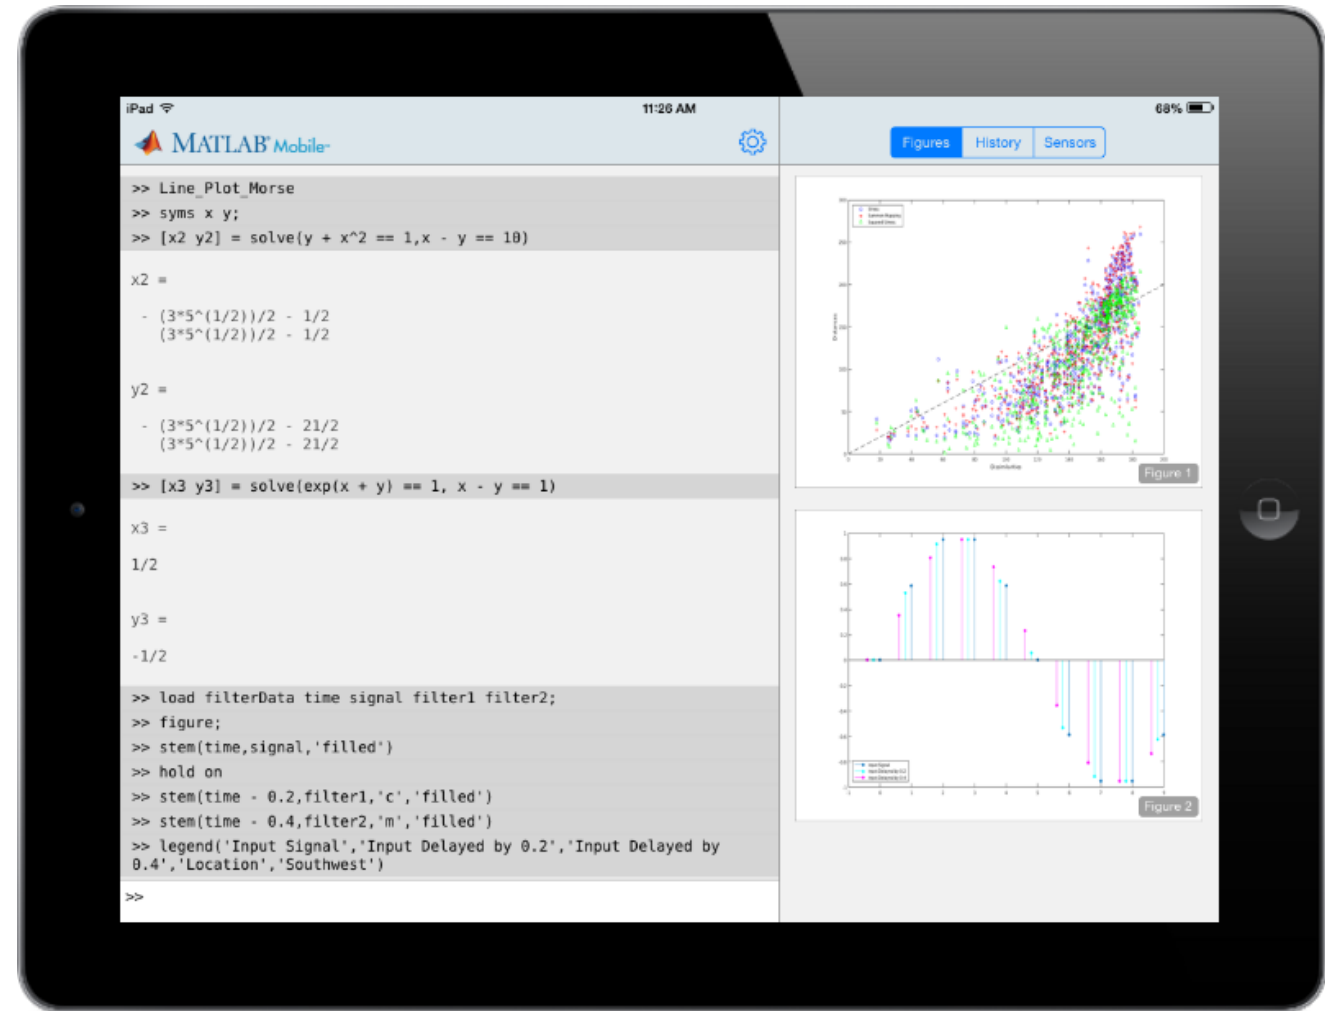 iPad
11:26 AM
68%
MATLAB® Mobile™
Figures
History
Sensors
>> Line_Plot_Morse
>> syms x y;
>> [x2 y2] = solve(y + x^2 == 1,x - y == 10)
x2 =
- (3*5^(1/2))/2 - 1/2
(3*5^(1/2))/2 - 1/2
y2 =
- (3*5^(1/2))/2 - 21/2
(3*5^(1/2))/2 - 21/2
>> [x3 y3] = solve(exp(x + y) == 1, x - y == 1)
x3 =
1/2
y3 =
-1/2
>> load filterData time signal filter1 filter2;
>> figure;
>> stem(time,signal,'filled')
>> hold on
>> stem(time - 0.2,filter1,'c','filled')
>> stem(time - 0.4,filter2,'m','filled')
>> legend('Input Signal','Input Delayed by 0.2','Input Delayed by
0.4','Location','Southwest')
>>
Figure 1
Figure 2